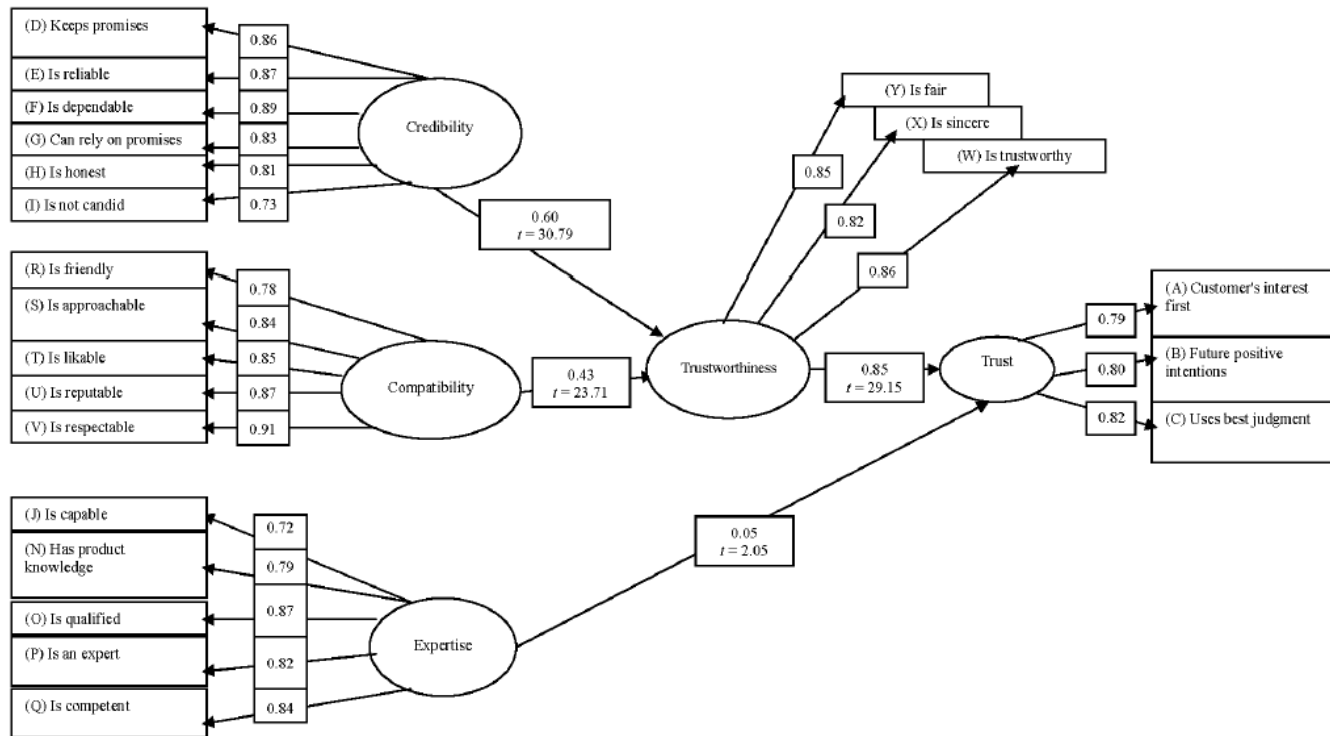 (D) Keeps promises
0.86
(E) Is reliable
0.87
(F) Is dependable
0.89
(G) Can rely on promises
0.83
(H) Is honest
0.81
(I) Is not candid
0.73
Credibility
0.60
t = 30.79
(Y) Is fair
(X) Is sincere
(W) Is trustworthy
0.85
0.82
0.86
(R) Is friendly
0.78
(S) Is approachable
0.84
(T) Is likable
0.85
(U) Is reputable
0.87
(V) Is respectable
0.91
Compatibility
0.43
t = 23.71
Trustworthiness
0.85
t = 29.15
Trust
0.79
0.80
0.82
(A) Customer's interest
first
(B) Future positive
intentions
(C) Uses best judgment
(J) Is capable
0.72
(N) Has product
knowledge
0.79
(O) Is qualified
0.87
(P) Is an expert
0.82
(Q) Is competent
0.84
Expertise
0.05
t = 2.05